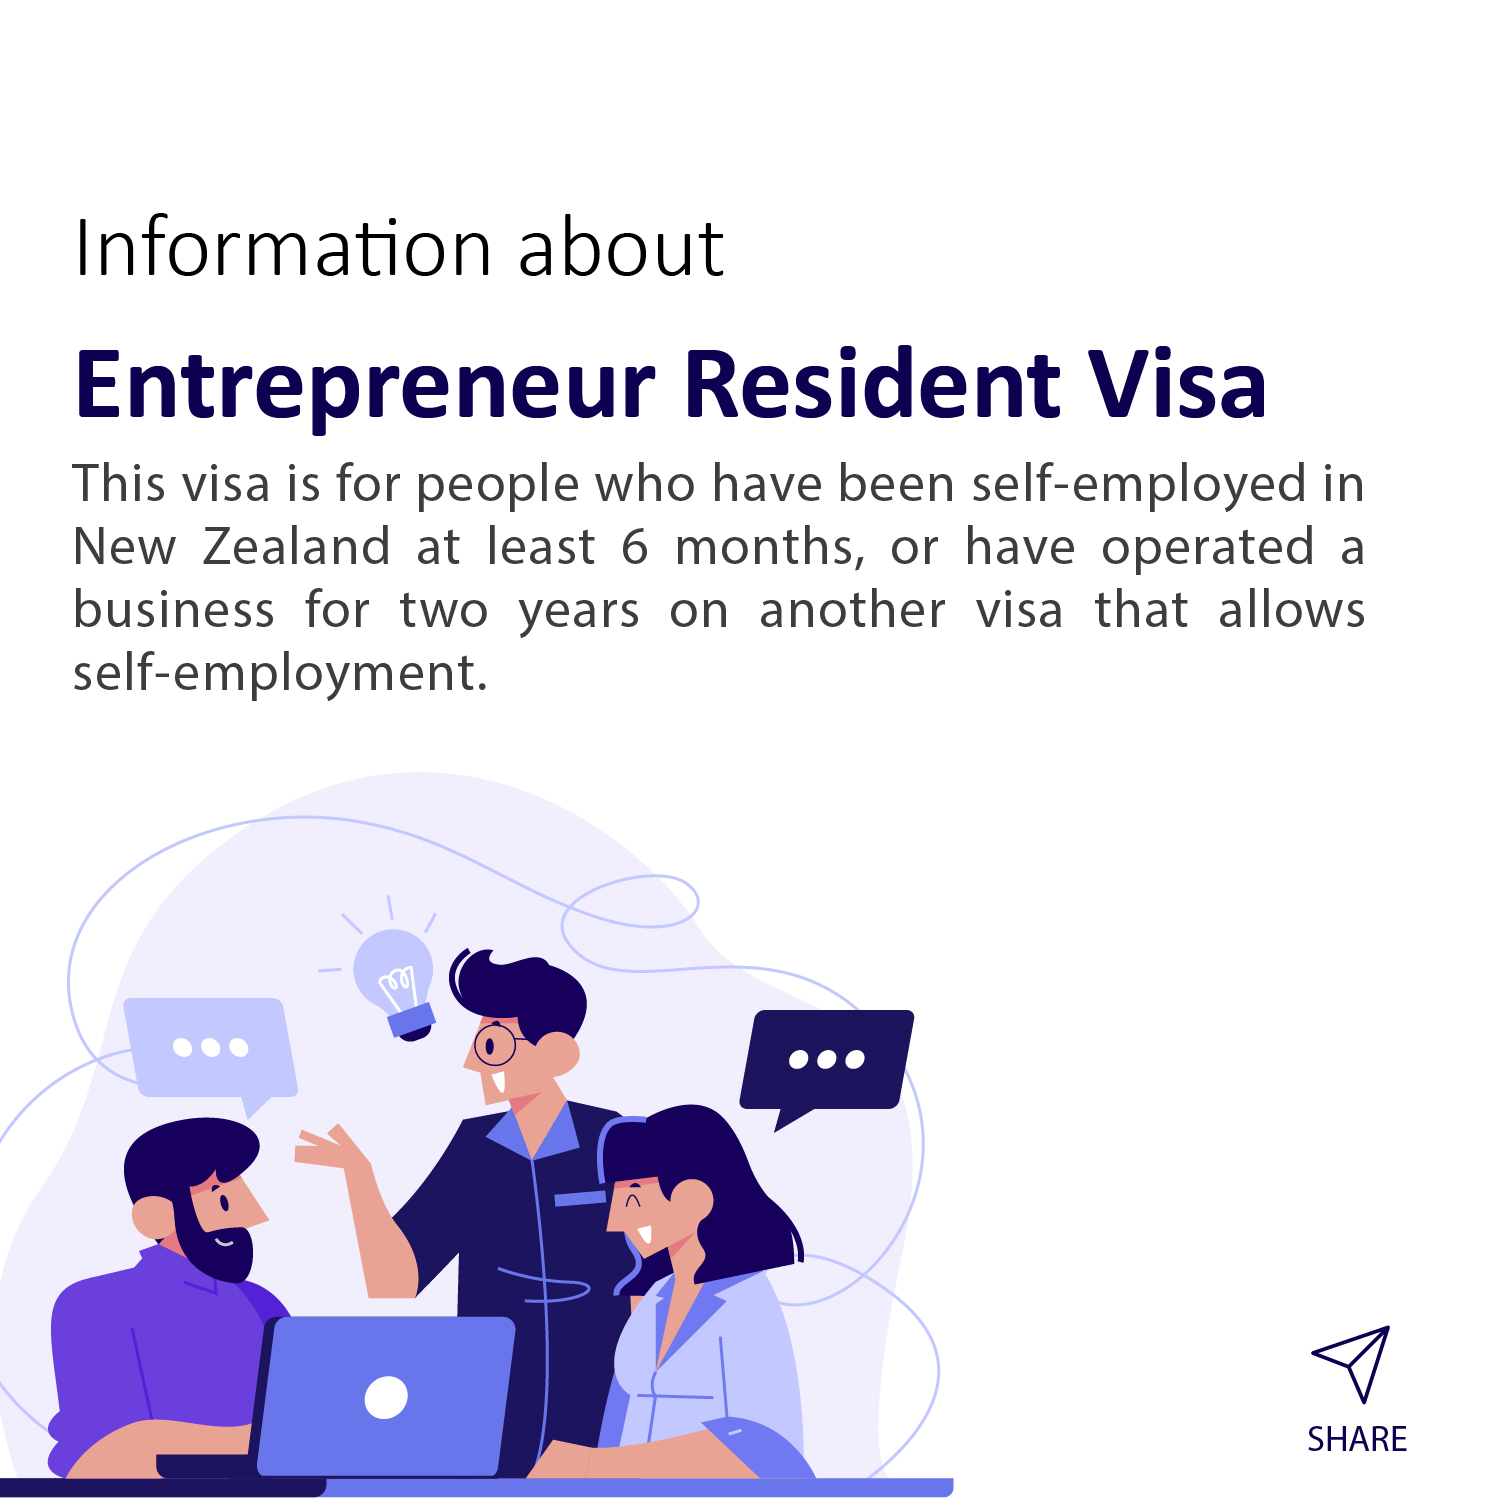 Information about
Entrepreneur Resident Visa
This visa is for people who have been self-employed in
New Zealand at least 6 months, or have operated a
business for two years on another visa that allows
self-employment.
SHARE